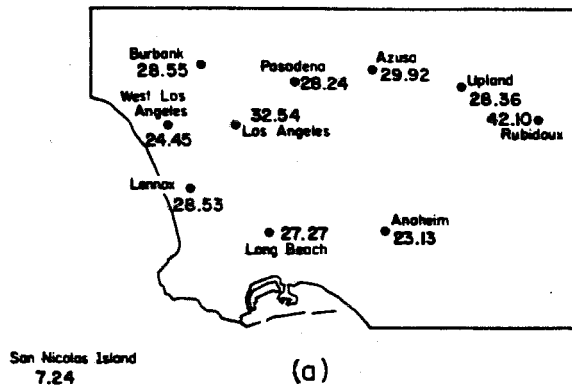 Burbank
28.55
Pasadena
28.24
Azusa
29.92
Upland
28.36
West Los
Angeles
24.45
32.54
Los Angeles
42.10
Rubidoux
Lennox
28.53
27.27
Long Beach
Anaheim
23.13
San Nicolas Island
7.24
(a)